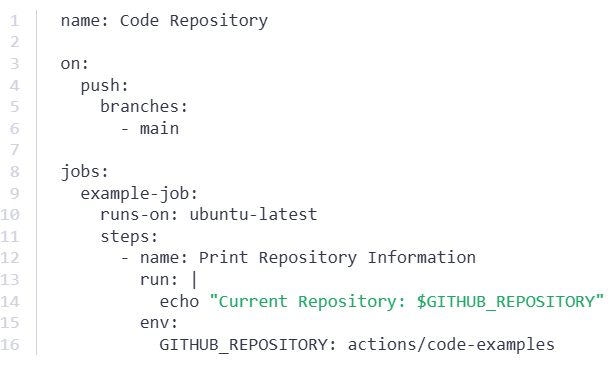 1 name: Code Repository
2
3 on:
4   push:
5     branches:
6       - main
7
8 jobs:
9   example-job:
10     runs-on: ubuntu-latest
11     steps:
12       - name: Print Repository Information
13         run: |
14           echo "Current Repository: $GITHUB_REPOSITORY"
15         env:
16           GITHUB_REPOSITORY: actions/code-examples